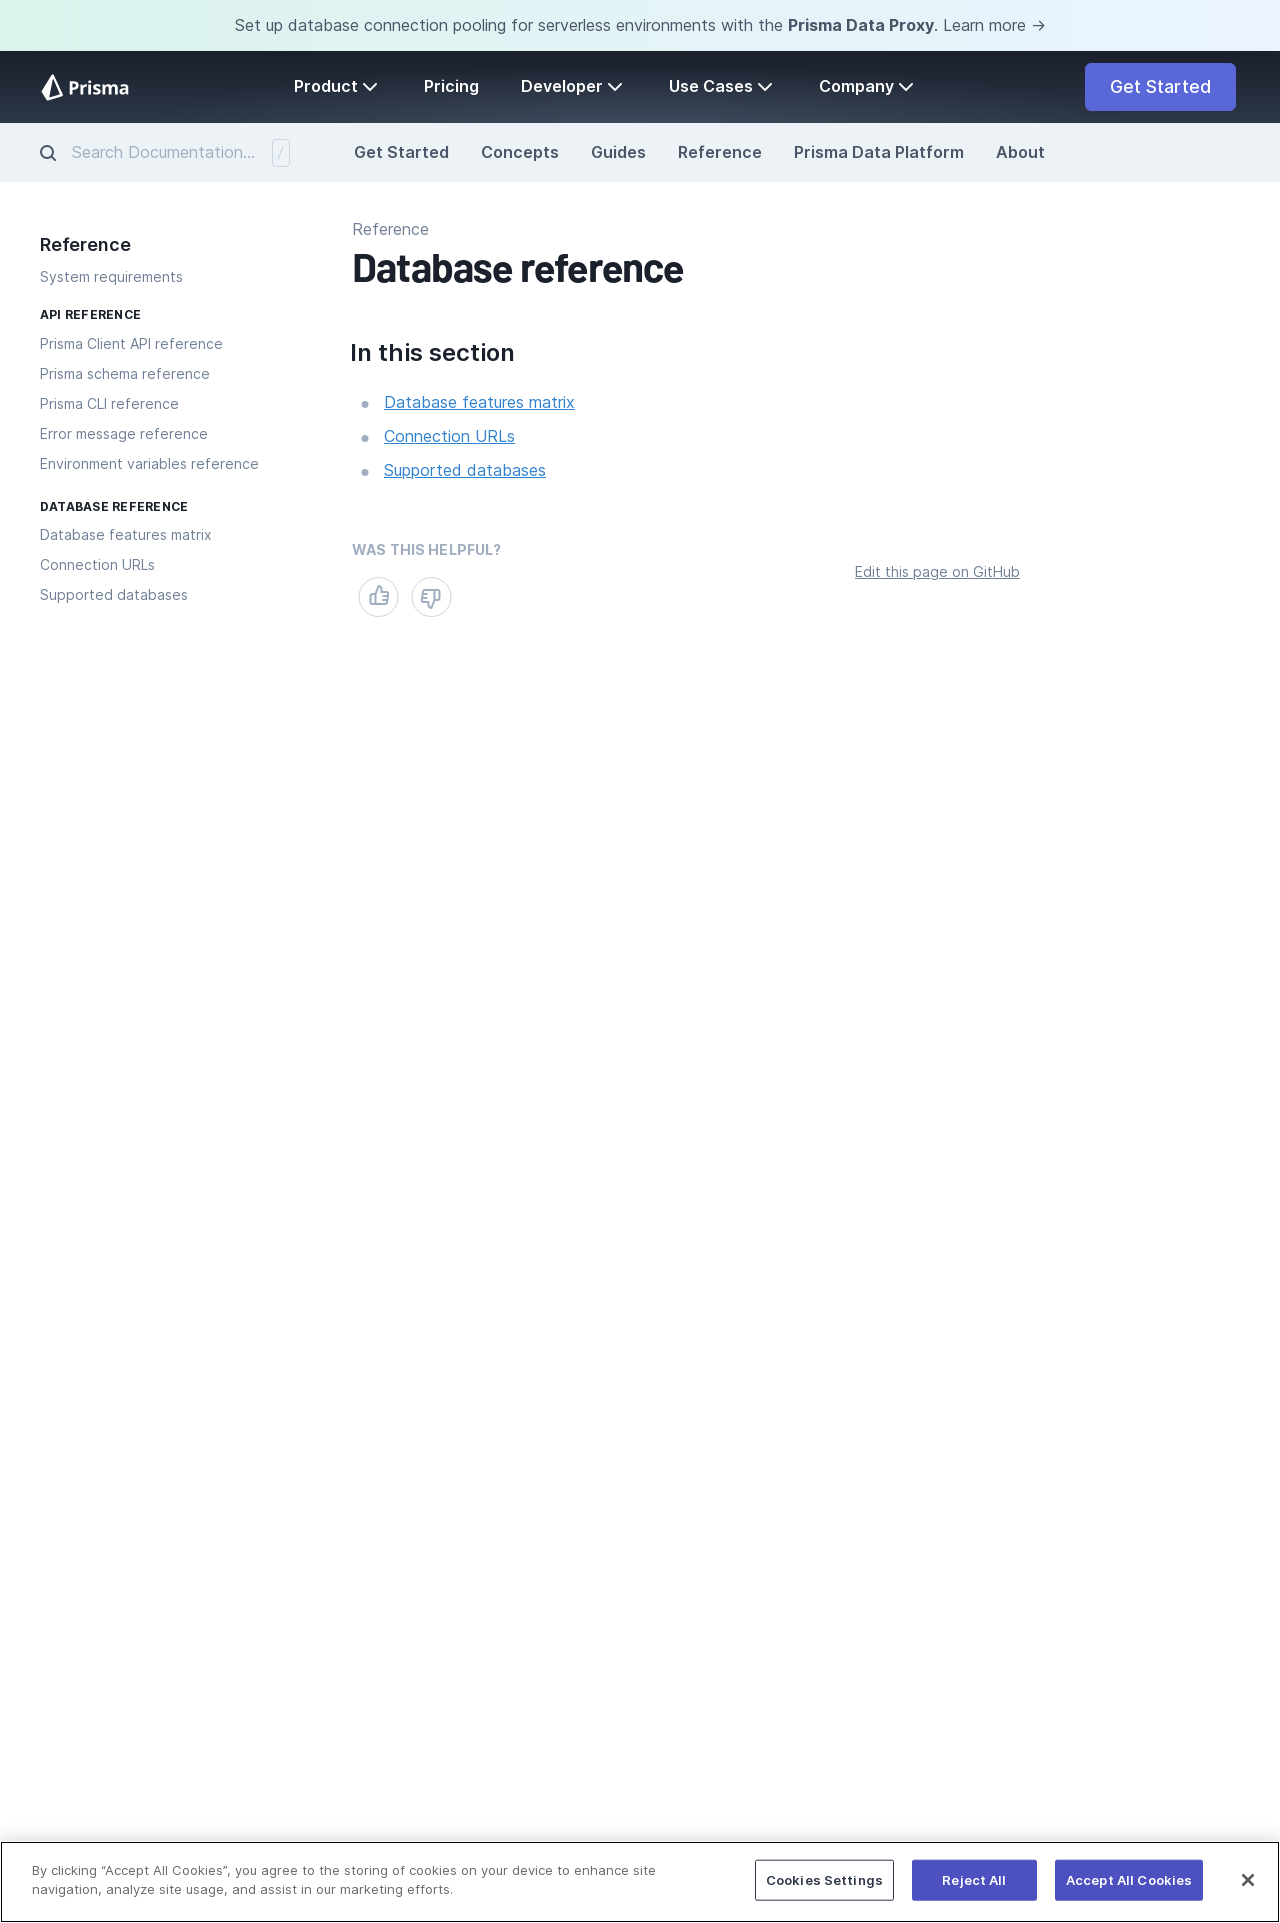 Set up database connection pooling for serverless environments with the Prisma Data Proxy. Learn more →
Prisma
Product
Pricing
Developer
Use Cases
Company
Get Started
Search Documentation...
/
Get Started
Concepts
Guides
Reference
Prisma Data Platform
About
Reference
System requirements
API REFERENCE
Prisma Client API reference
Prisma schema reference
Prisma CLI reference
Error message reference
Environment variables reference
DATABASE REFERENCE
Database features matrix
Connection URLs
Supported databases
Reference
Database reference
In this section
Database features matrix
Connection URLs
Supported databases
WAS THIS HELPFUL?
Edit this page on GitHub
By clicking “Accept All Cookies”, you agree to the storing of cookies on your device to enhance site
navigation, analyze site usage, and assist in our marketing efforts.
Cookies Settings
Reject All
Accept All Cookies